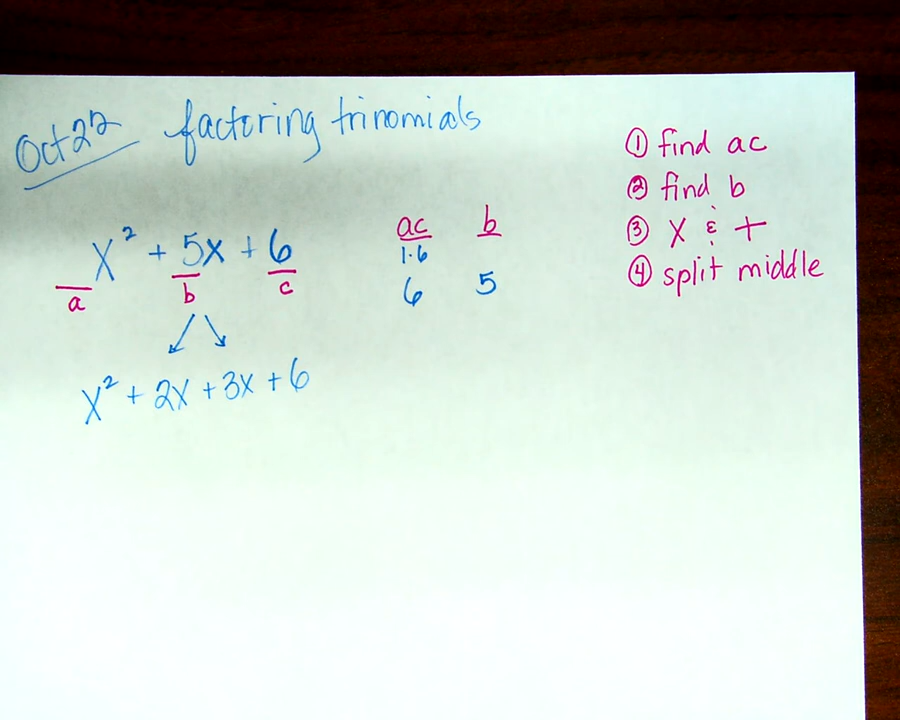 Oct 22 factoring trinomials
① find ac
② find b
③ X & +
④ split middle
x² + 5x + 6
a b c
ac b
1·6
6 5
x² + 2x + 3x + 6